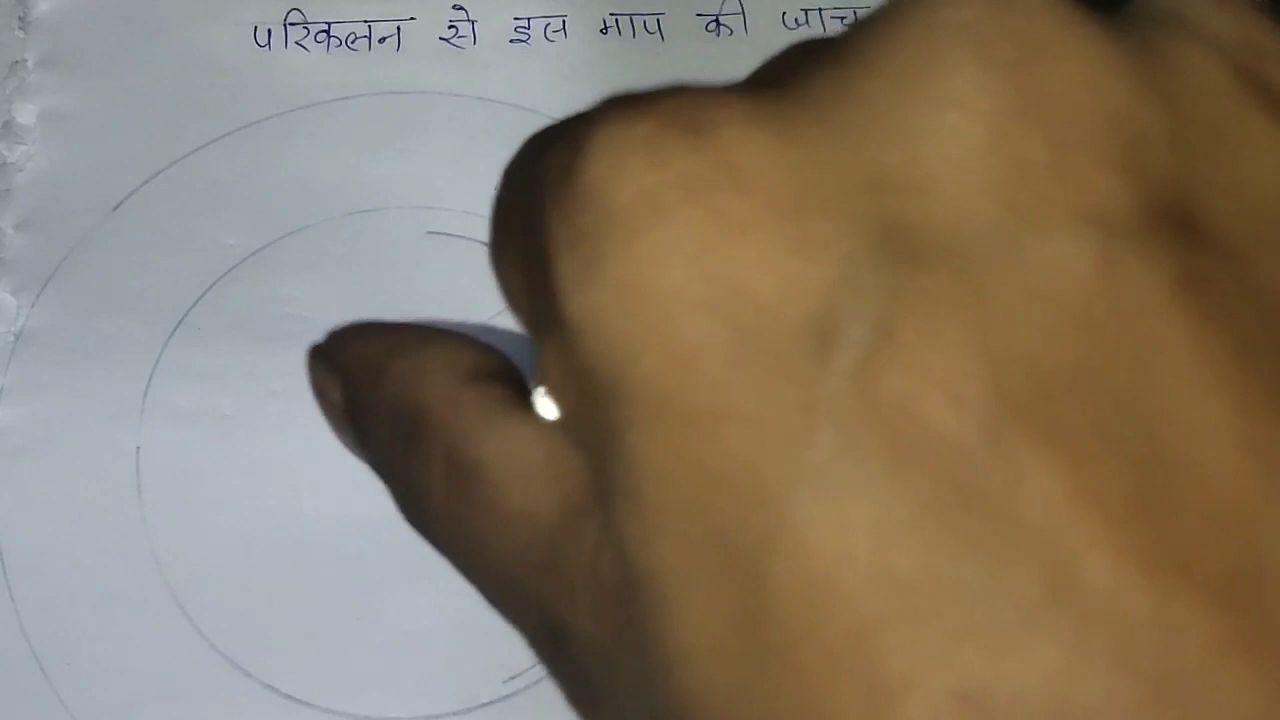 परिकलन से इस माप की जाच